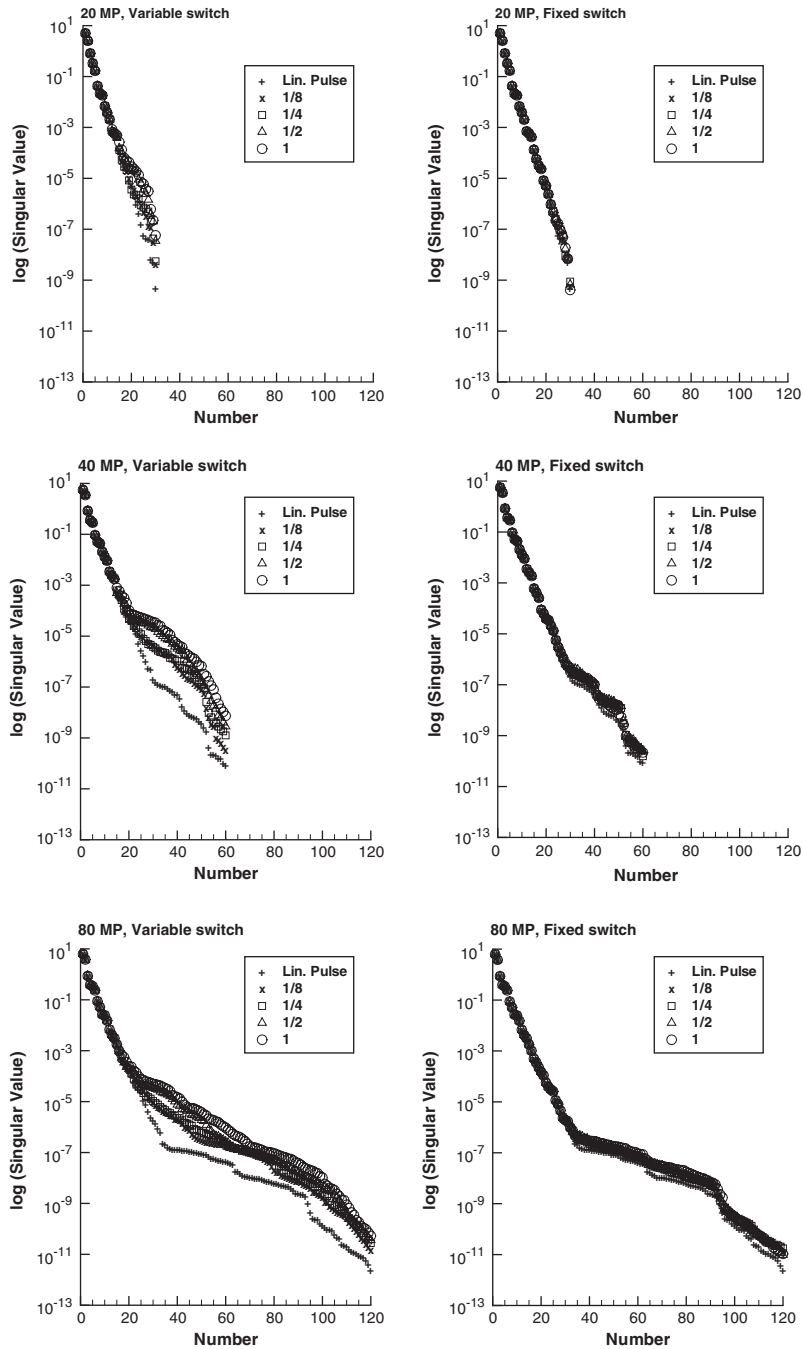 20 MP, Variable switch
log (Singular Value)
10^1
10^-1
10^-3
10^-5
10^-7
10^-9
10^-11
10^-13
+ Lin. Pulse
x 1/8
□ 1/4
△ 1/2
○ 1
0 20 40 60 80 100 120
Number
20 MP, Fixed switch
log (Singular Value)
10^1
10^-1
10^-3
10^-5
10^-7
10^-9
10^-11
10^-13
+ Lin. Pulse
x 1/8
□ 1/4
△ 1/2
○ 1
0 20 40 60 80 100 120
Number
40 MP, Variable switch
log (Singular Value)
10^1
10^-1
10^-3
10^-5
10^-7
10^-9
10^-11
10^-13
+ Lin. Pulse
x 1/8
□ 1/4
△ 1/2
○ 1
0 20 40 60 80 100 120
Number
40 MP, Fixed switch
log (Singular Value)
10^1
10^-1
10^-3
10^-5
10^-7
10^-9
10^-11
10^-13
+ Lin. Pulse
x 1/8
□ 1/4
△ 1/2
○ 1
0 20 40 60 80 100 120
Number
80 MP, Variable switch
log (Singular Value)
10^1
10^-1
10^-3
10^-5
10^-7
10^-9
10^-11
10^-13
+ Lin. Pulse
x 1/8
□ 1/4
△ 1/2
○ 1
0 20 40 60 80 100 120
Number
80 MP, Fixed switch
log (Singular Value)
10^1
10^-1
10^-3
10^-5
10^-7
10^-9
10^-11
10^-13
+ Lin. Pulse
x 1/8
□ 1/4
△ 1/2
○ 1
0 20 40 60 80 100 120
Number